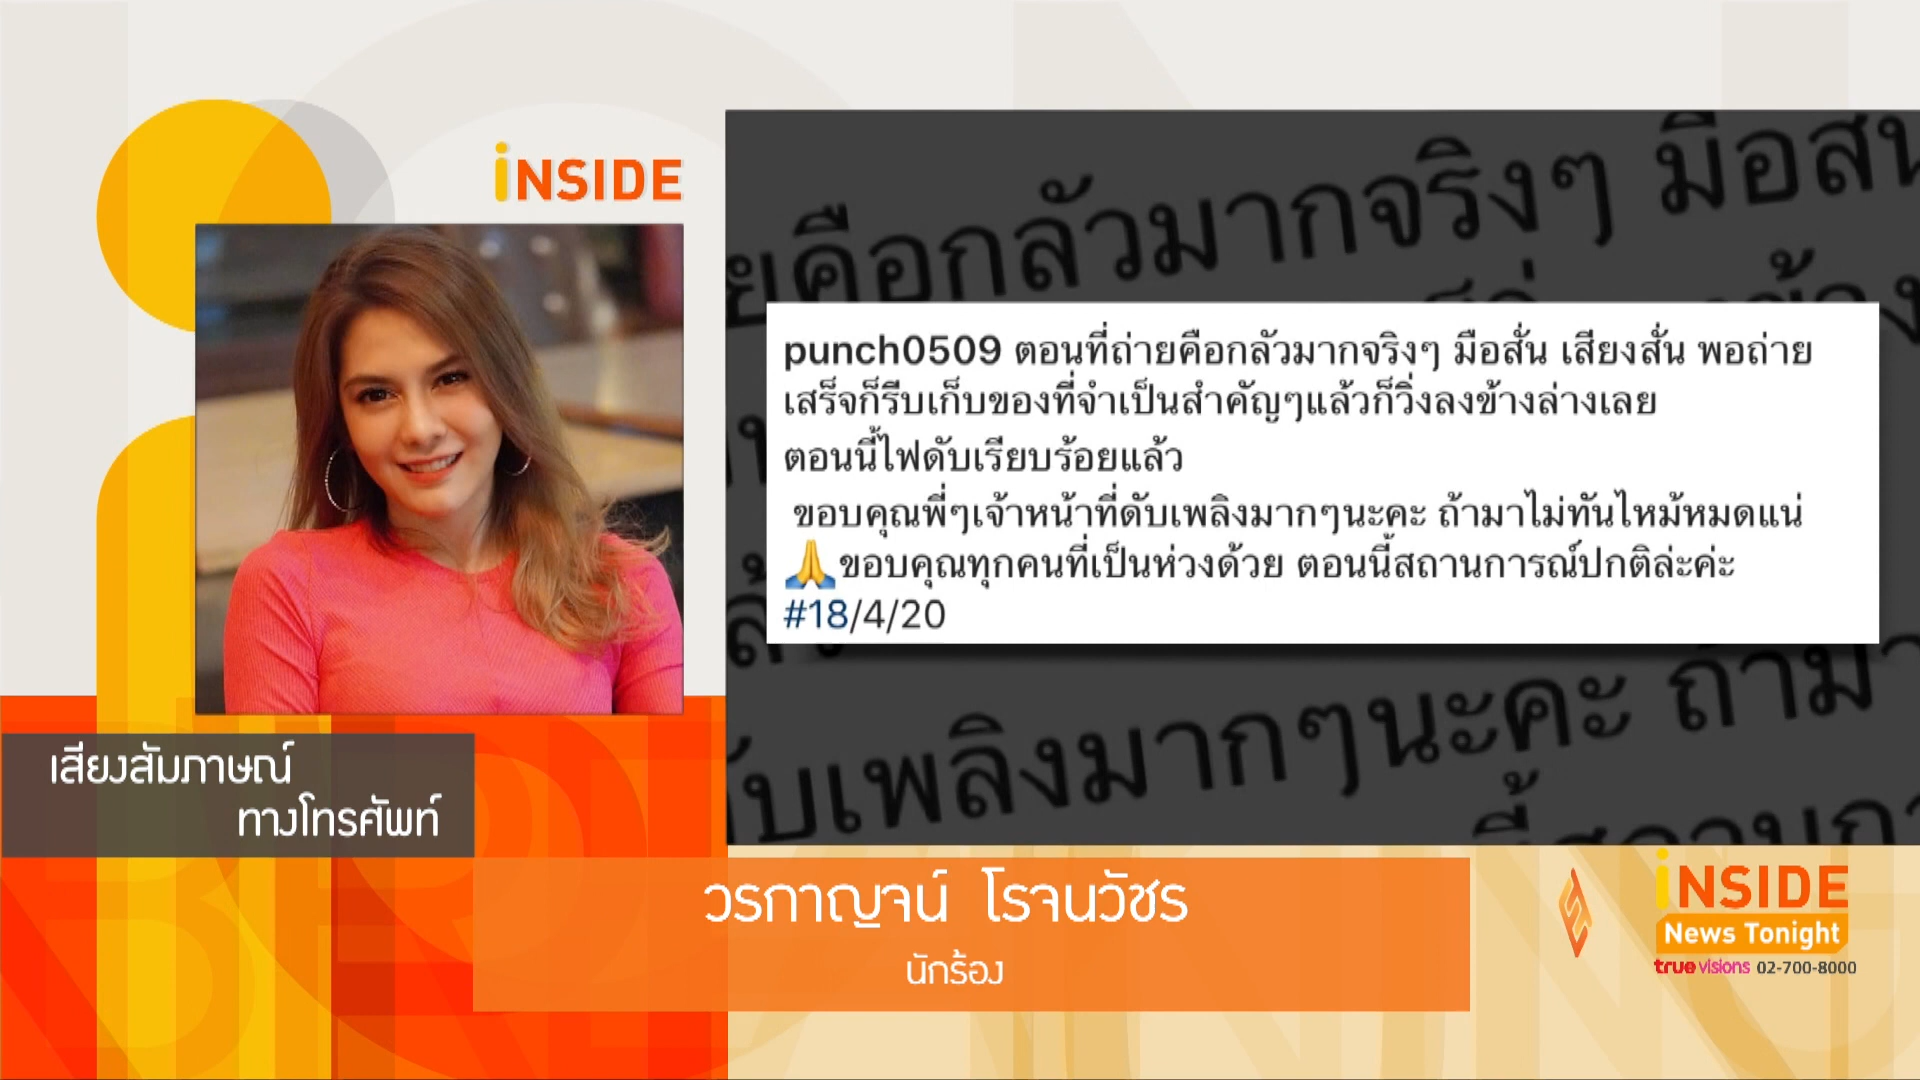 iNSIDE
punch0509 ตอนที่ถ่ายคือกลัวมากจริงๆ มือสั่น เสียงสั่น พอถ่าย
เสร็จก็รีบเก็บของที่จำเป็นสำคัญๆแล้วก็วิ่งลงข้างล่างเลย
ตอนนี้ไฟดับเรียบร้อยแล้ว
ขอบคุณพี่ๆเจ้าหน้าที่ดับเพลิงมากๆนะคะ ถ้ามาไม่ทันไหม้หมดแน่
🙏ขอบคุณทุกคนที่เป็นห่วงด้วย ตอนนี้สถานการณ์ปกติล่ะค่ะ
#18/4/20
คือกลัวมากจริงๆ มือสั่น
ับเพลิงมากๆนะคะ ถ้ามา
เสียงสัมภาษณ์
ทางโทรศัพท์
วรกาญจน์ โรจนวัชร
นักร้อง
iNSIDE
News Tonight
true visions 02-700-8000